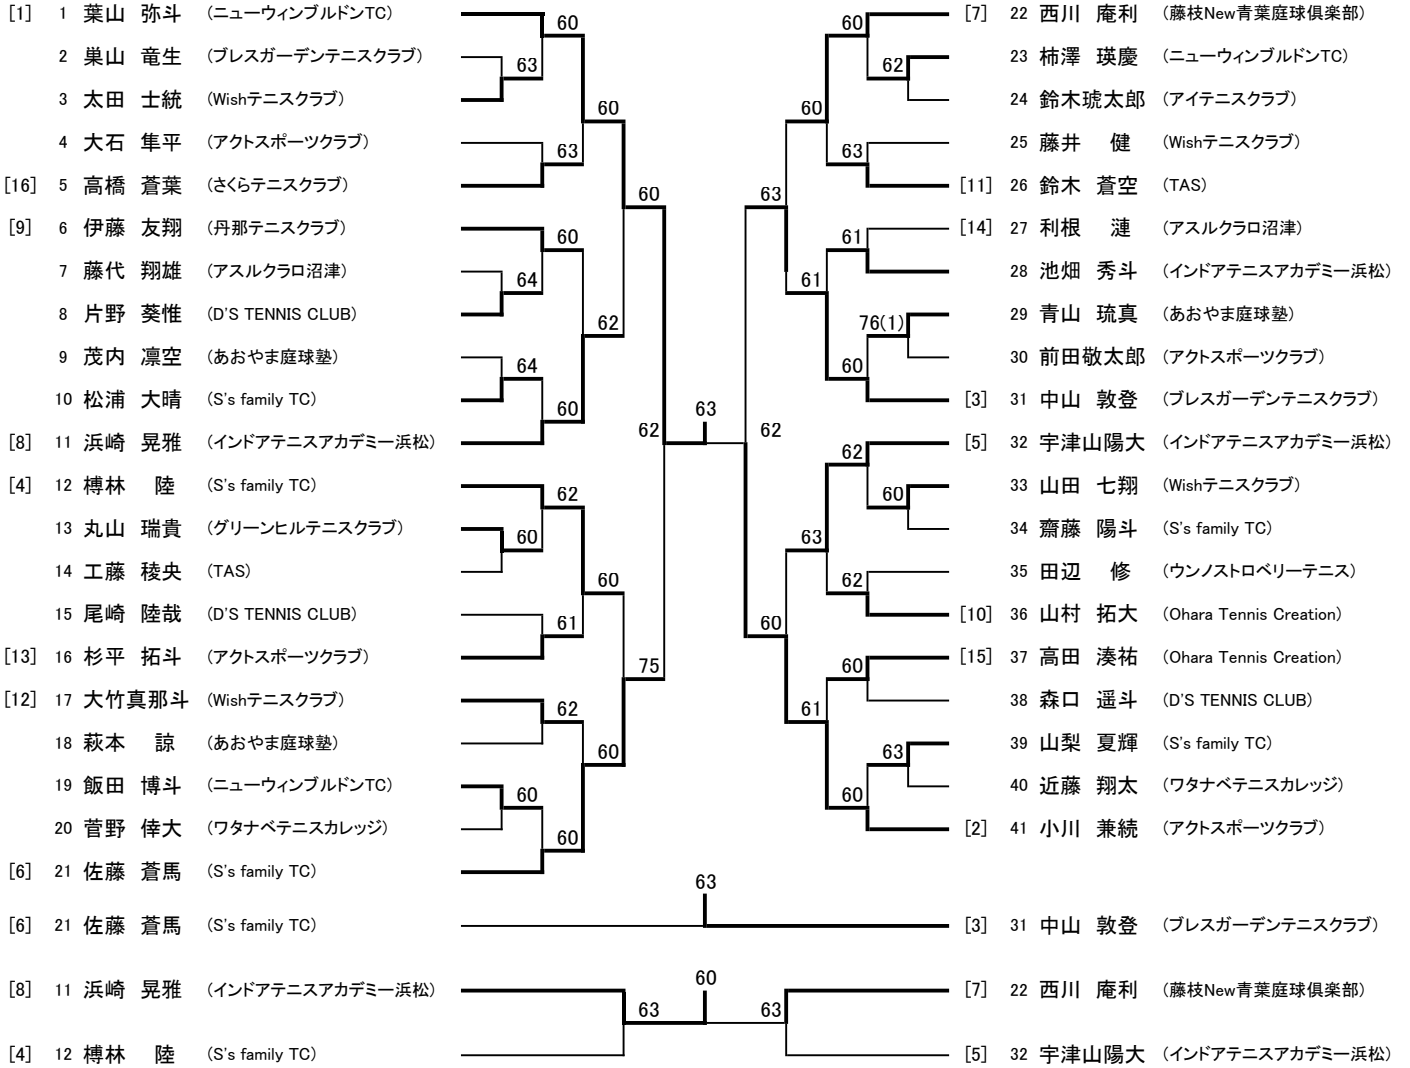 [1] 1 葉山 弥斗 (ニューウィンブルドンTC)
2 巣山 竜生 (ブレスガーデンテニスクラブ)
3 太田 士統 (Wishテニスクラブ)
4 大石 隼平 (アクトスポーツクラブ)
[16] 5 高橋 蒼葉 (さくらテニスクラブ)
[9] 6 伊藤 友翔 (丹那テニスクラブ)
7 藤代 翔雄 (アスルクラロ沼津)
8 片野 葵惟 (D'S TENNIS CLUB)
9 茂内 凛空 (あおやま庭球塾)
10 松浦 大晴 (S's family TC)
[8] 11 浜崎 晃雅 (インドアテニスアカデミー浜松)
[4] 12 榑林 陸 (S's family TC)
13 丸山 瑞貴 (グリーンヒルテニスクラブ)
14 工藤 稜央 (TAS)
15 尾崎 陸哉 (D'S TENNIS CLUB)
[13] 16 杉平 拓斗 (アクトスポーツクラブ)
[12] 17 大竹真那斗 (Wishテニスクラブ)
18 萩本 諒 (あおやま庭球塾)
19 飯田 博斗 (ニューウィンブルドンTC)
20 菅野 倖大 (ワタナベテニスカレッジ)
[6] 21 佐藤 蒼馬 (S's family TC)
60
63
60
63
60
60
64
62
64
60
62
62
60
60
61
75
62
60
60
60
63
62
60
62
60
63
63
61
61
76(1)
60
62
60
63
62
60
60
61
63
60
[7] 22 西川 庵利 (藤枝New青葉庭球倶楽部)
23 柿澤 瑛慶 (ニューウィンブルドンTC)
24 鈴木琥太郎 (アイテニスクラブ)
25 藤井 健 (Wishテニスクラブ)
[11] 26 鈴木 蒼空 (TAS)
[14] 27 利根 漣 (アスルクラロ沼津)
28 池畑 秀斗 (インドアテニスアカデミー浜松)
29 青山 琉真 (あおやま庭球塾)
30 前田敬太郎 (アクトスポーツクラブ)
[3] 31 中山 敦登 (ブレスガーデンテニスクラブ)
[5] 32 宇津山陽大 (インドアテニスアカデミー浜松)
33 山田 七翔 (Wishテニスクラブ)
34 齋藤 陽斗 (S's family TC)
35 田辺 修 (ウンノストロベリーテニス)
[10] 36 山村 拓大 (Ohara Tennis Creation)
[15] 37 高田 湊祐 (Ohara Tennis Creation)
38 森口 遥斗 (D'S TENNIS CLUB)
39 山梨 夏輝 (S's family TC)
40 近藤 翔太 (ワタナベテニスカレッジ)
[2] 41 小川 兼続 (アクトスポーツクラブ)
63
[6] 21 佐藤 蒼馬 (S's family TC) [3] 31 中山 敦登 (ブレスガーデンテニスクラブ)
60
[8] 11 浜崎 晃雅 (インドアテニスアカデミー浜松) [7] 22 西川 庵利 (藤枝New青葉庭球倶楽部)
63 63
[4] 12 榑林 陸 (S's family TC) [5] 32 宇津山陽大 (インドアテニスアカデミー浜松)